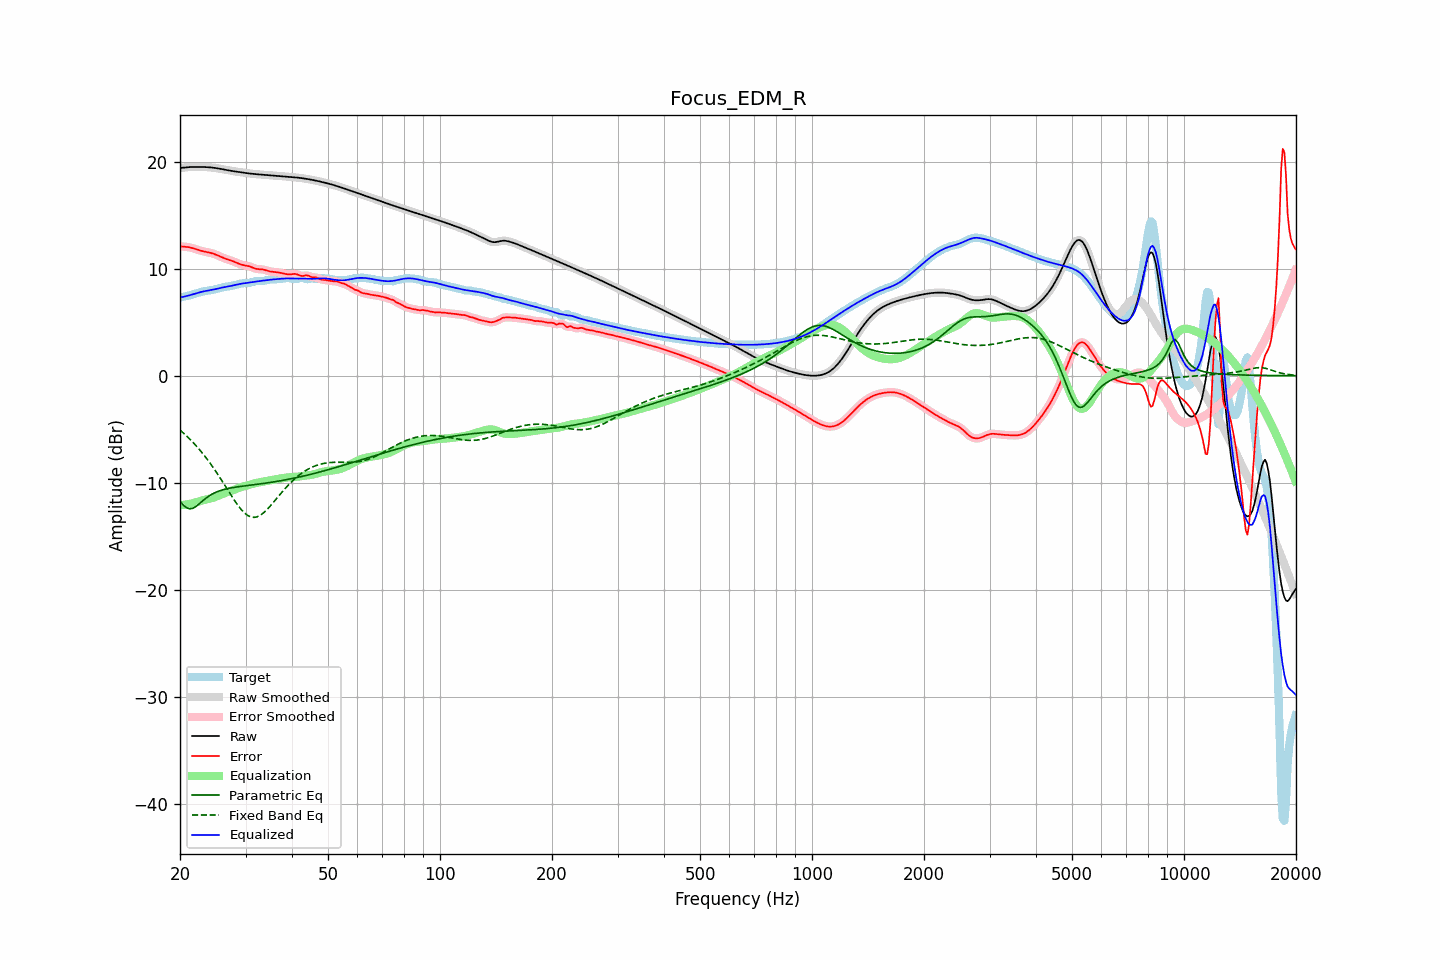 Focus_EDM_R
20
10
0
−10
−20
−30
−40
Amplitude (dBr)
Target
Raw Smoothed
Error Smoothed
Raw
Error
Equalization
Parametric Eq
Fixed Band Eq
Equalized
20 50 100 200 500 1000 2000 5000 10000 20000
Frequency (Hz)